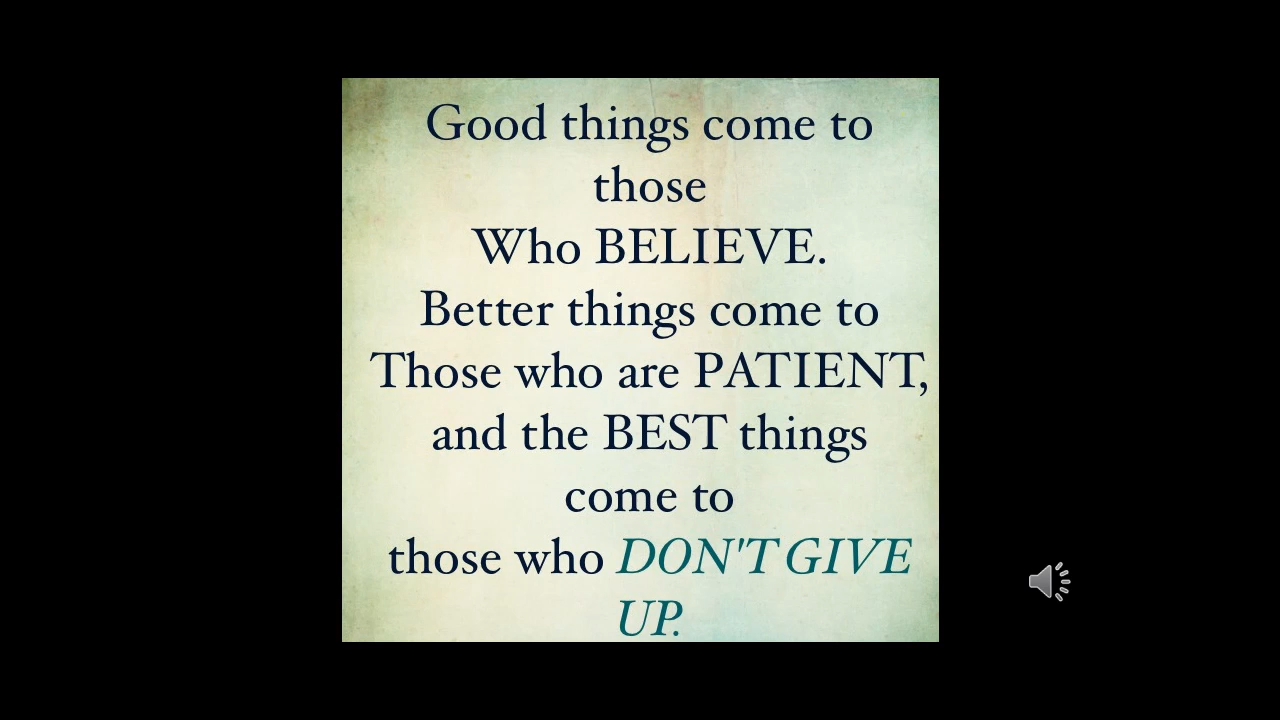 Good things come to
those
Who BELIEVE.
Better things come to
Those who are PATIENT,
and the BEST things
come to
those who DON'T GIVE
UP.